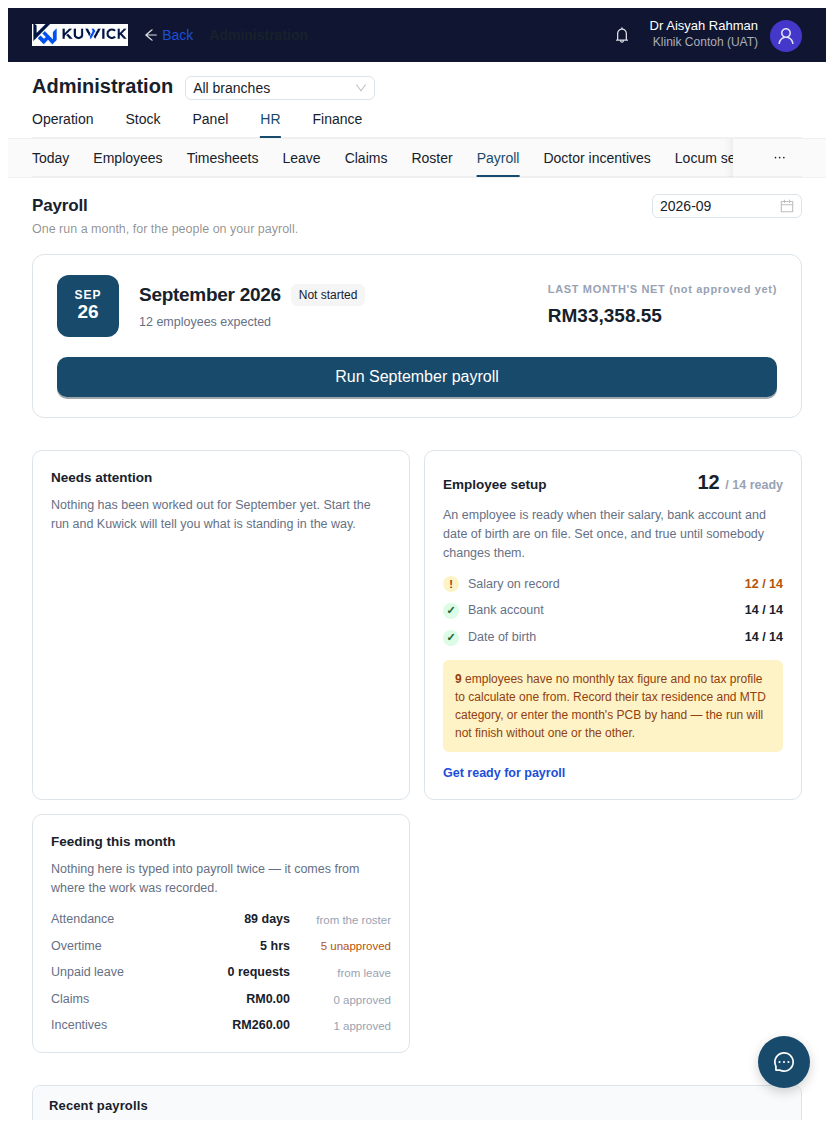 KUWICK
Back
Administration
Dr Aisyah Rahman
Klinik Contoh (UAT)
Administration
All branches
Operation Stock Panel HR Finance
Today Employees Timesheets Leave Claims Roster Payroll Doctor incentives Locum se ...
Payroll
2026-09
One run a month, for the people on your payroll.
SEP
26
September 2026 Not started
12 employees expected
LAST MONTH'S NET (not approved yet)
RM33,358.55
Run September payroll
Needs attention
Nothing has been worked out for September yet. Start the
run and Kuwick will tell you what is standing in the way.
Employee setup 12 / 14 ready
An employee is ready when their salary, bank account and
date of birth are on file. Set once, and true until somebody
changes them.
! Salary on record 12 / 14
✓ Bank account 14 / 14
✓ Date of birth 14 / 14
9 employees have no monthly tax figure and no tax profile
to calculate one from. Record their tax residence and MTD
category, or enter the month's PCB by hand — the run will
not finish without one or the other.
Get ready for payroll
Feeding this month
Nothing here is typed into payroll twice — it comes from
where the work was recorded.
Attendance 89 days from the roster
Overtime 5 hrs 5 unapproved
Unpaid leave 0 requests from leave
Claims RM0.00 0 approved
Incentives RM260.00 1 approved
Recent payrolls